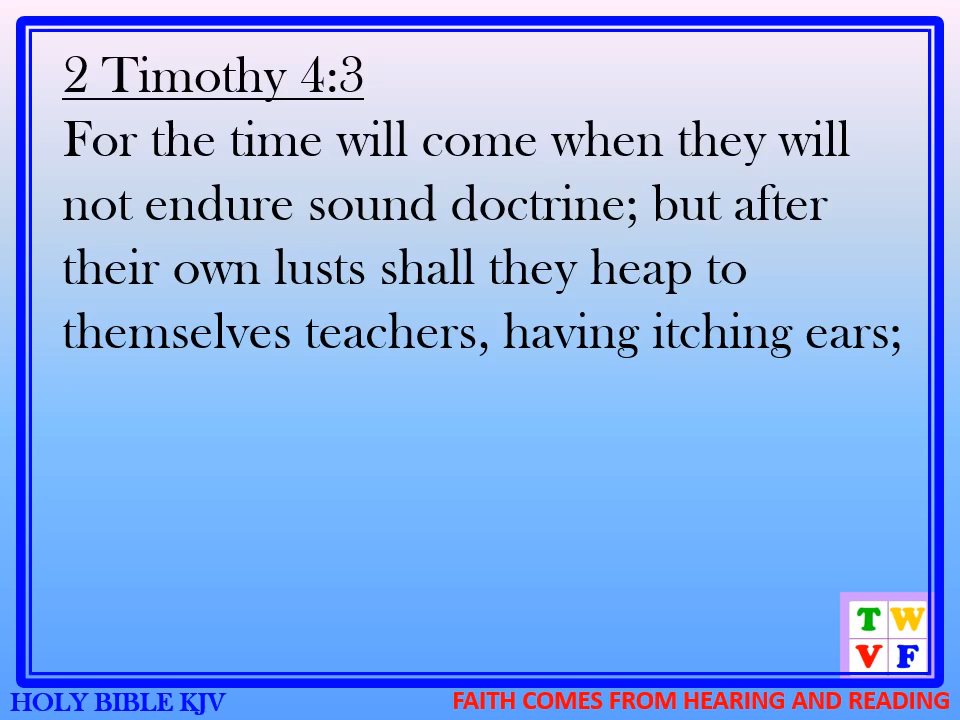 2 Timothy 4:3
For the time will come when they will
not endure sound doctrine; but after
their own lusts shall they heap to
themselves teachers, having itching ears;
T W
V F
HOLY BIBLE KJV
FAITH COMES FROM HEARING AND READING